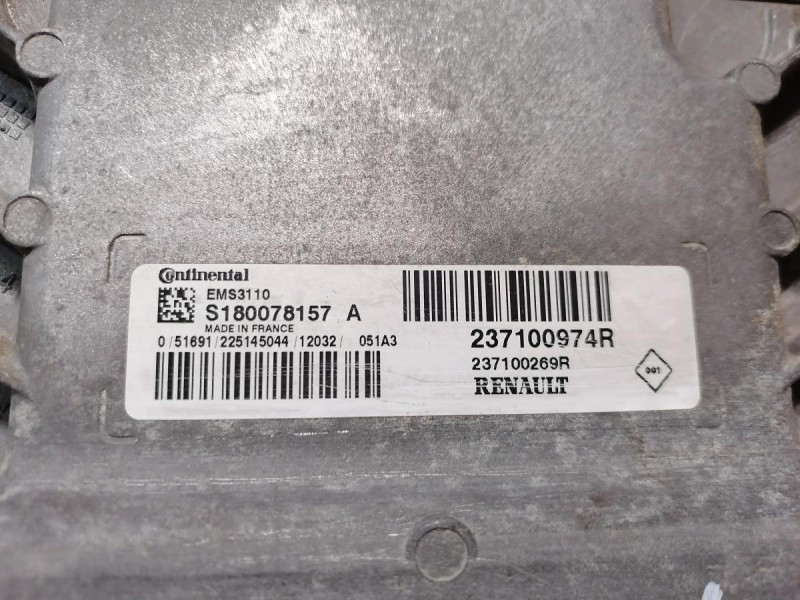 Continental
EMS3110
S180078157 A
MADE IN FRANCE
0/51691/225145044/12032/ 051A3
237100974R
237100269R
RENAULT
001